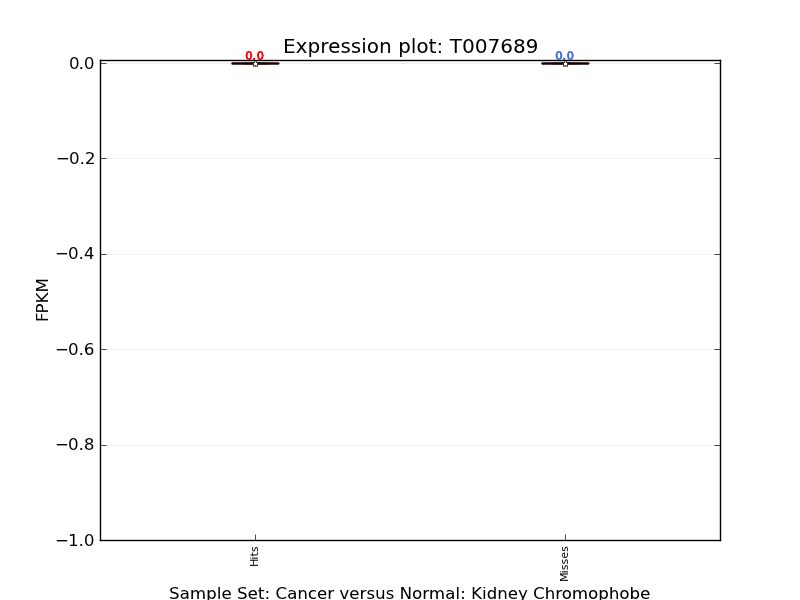 Expression plot: T007689
0.0
0.0
0.0
−0.2
−0.4
−0.6
−0.8
−1.0
FPKM
Hits
Misses
Sample Set: Cancer versus Normal: Kidney Chromophobe